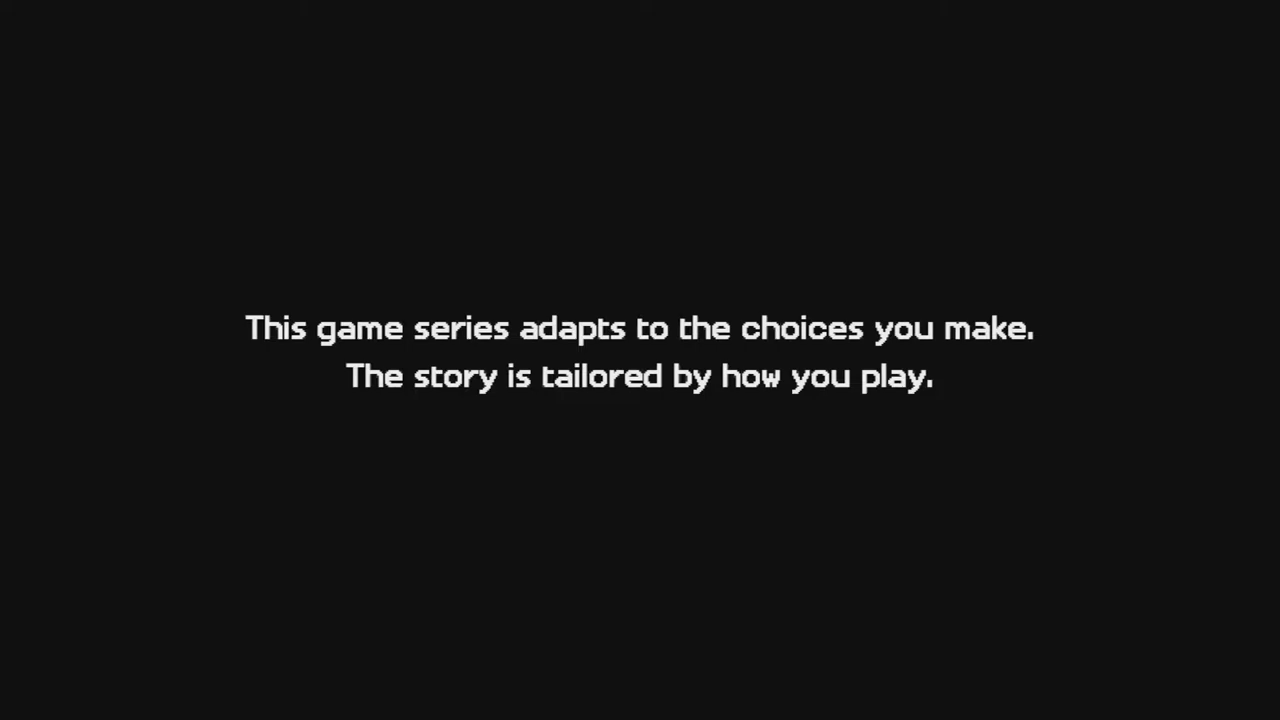 This game series adapts to the choices you make.
The story is tailored by how you play.